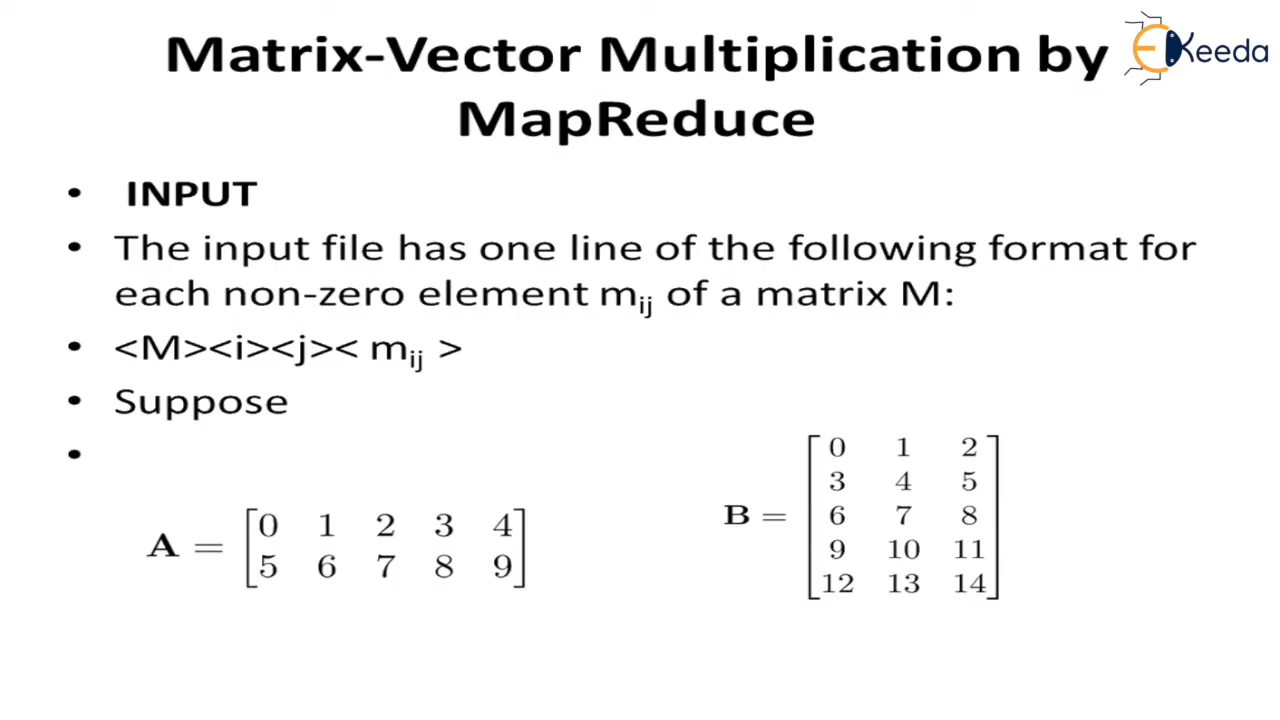 Matrix-Vector Multiplication by
MapReduce
EKeeda
• INPUT
• The input file has one line of the following format for
each non-zero element mij of a matrix M:
• <M><i><j>< mij >
• Suppose
•
A = [0 1 2 3 4
5 6 7 8 9]
B = [0 1 2
3 4 5
6 7 8
9 10 11
12 13 14]